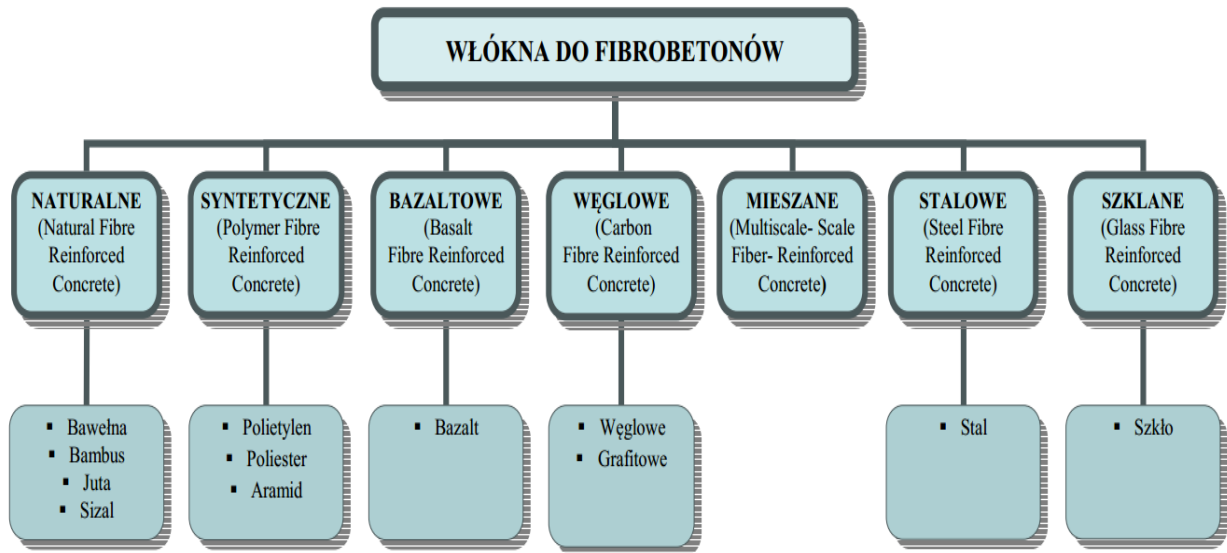 WŁÓKNA DO FIBROBETONÓW
NATURALNE
(Natural Fibre
Reinforced
Concrete)
SYNTETYCZNE
(Polymer Fibre
Reinforced
Concrete)
BAZALTOWE
(Basalt
Fibre Reinforced
Concrete)
WĘGLOWE
(Carbon
Fibre Reinforced
Concrete)
MIESZANE
(Multiscale- Scale
Fiber- Reinforced
Concrete)
STALOWE
(Steel Fibre
Reinforced
Concrete)
SZKLANE
(Glass Fibre
Reinforced
Concrete)
▪ Bawełna
▪ Bambus
▪ Juta
▪ Sizal
▪ Polietylen
▪ Poliester
▪ Aramid
▪ Bazalt
▪ Węglowe
▪ Grafitowe
▪ Stal
▪ Szkło